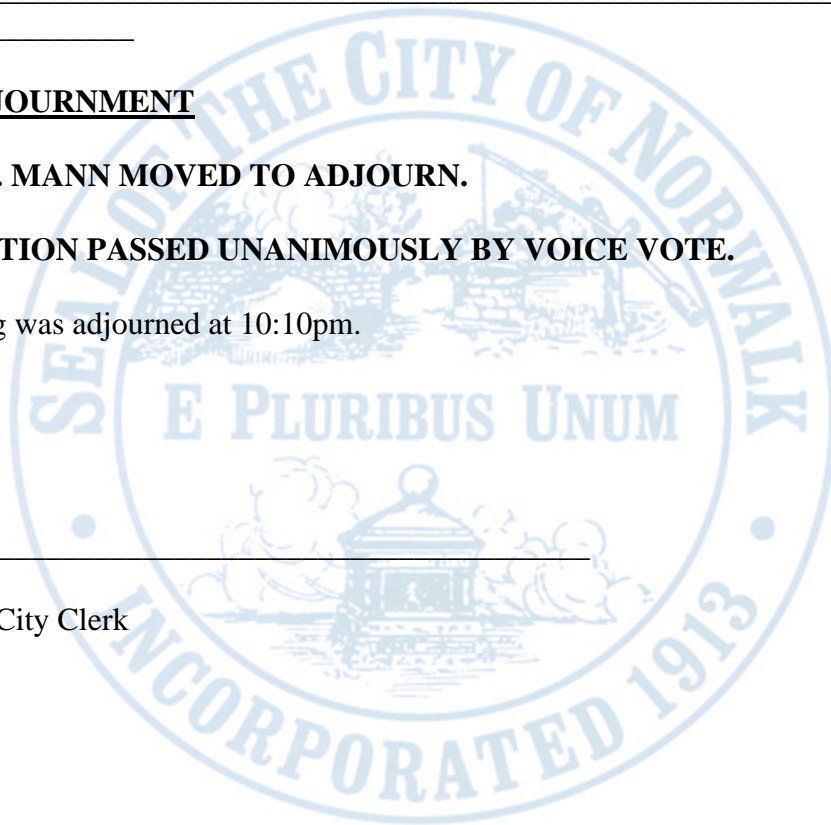 JOURNMENT
. MANN MOVED TO ADJOURN.
TION PASSED UNANIMOUSLY BY VOICE VOTE.
g was adjourned at 10:10pm.
City Clerk
SEAL OF THE CITY OF NORWALK
E PLURIBUS UNUM
INCORPORATED 1913